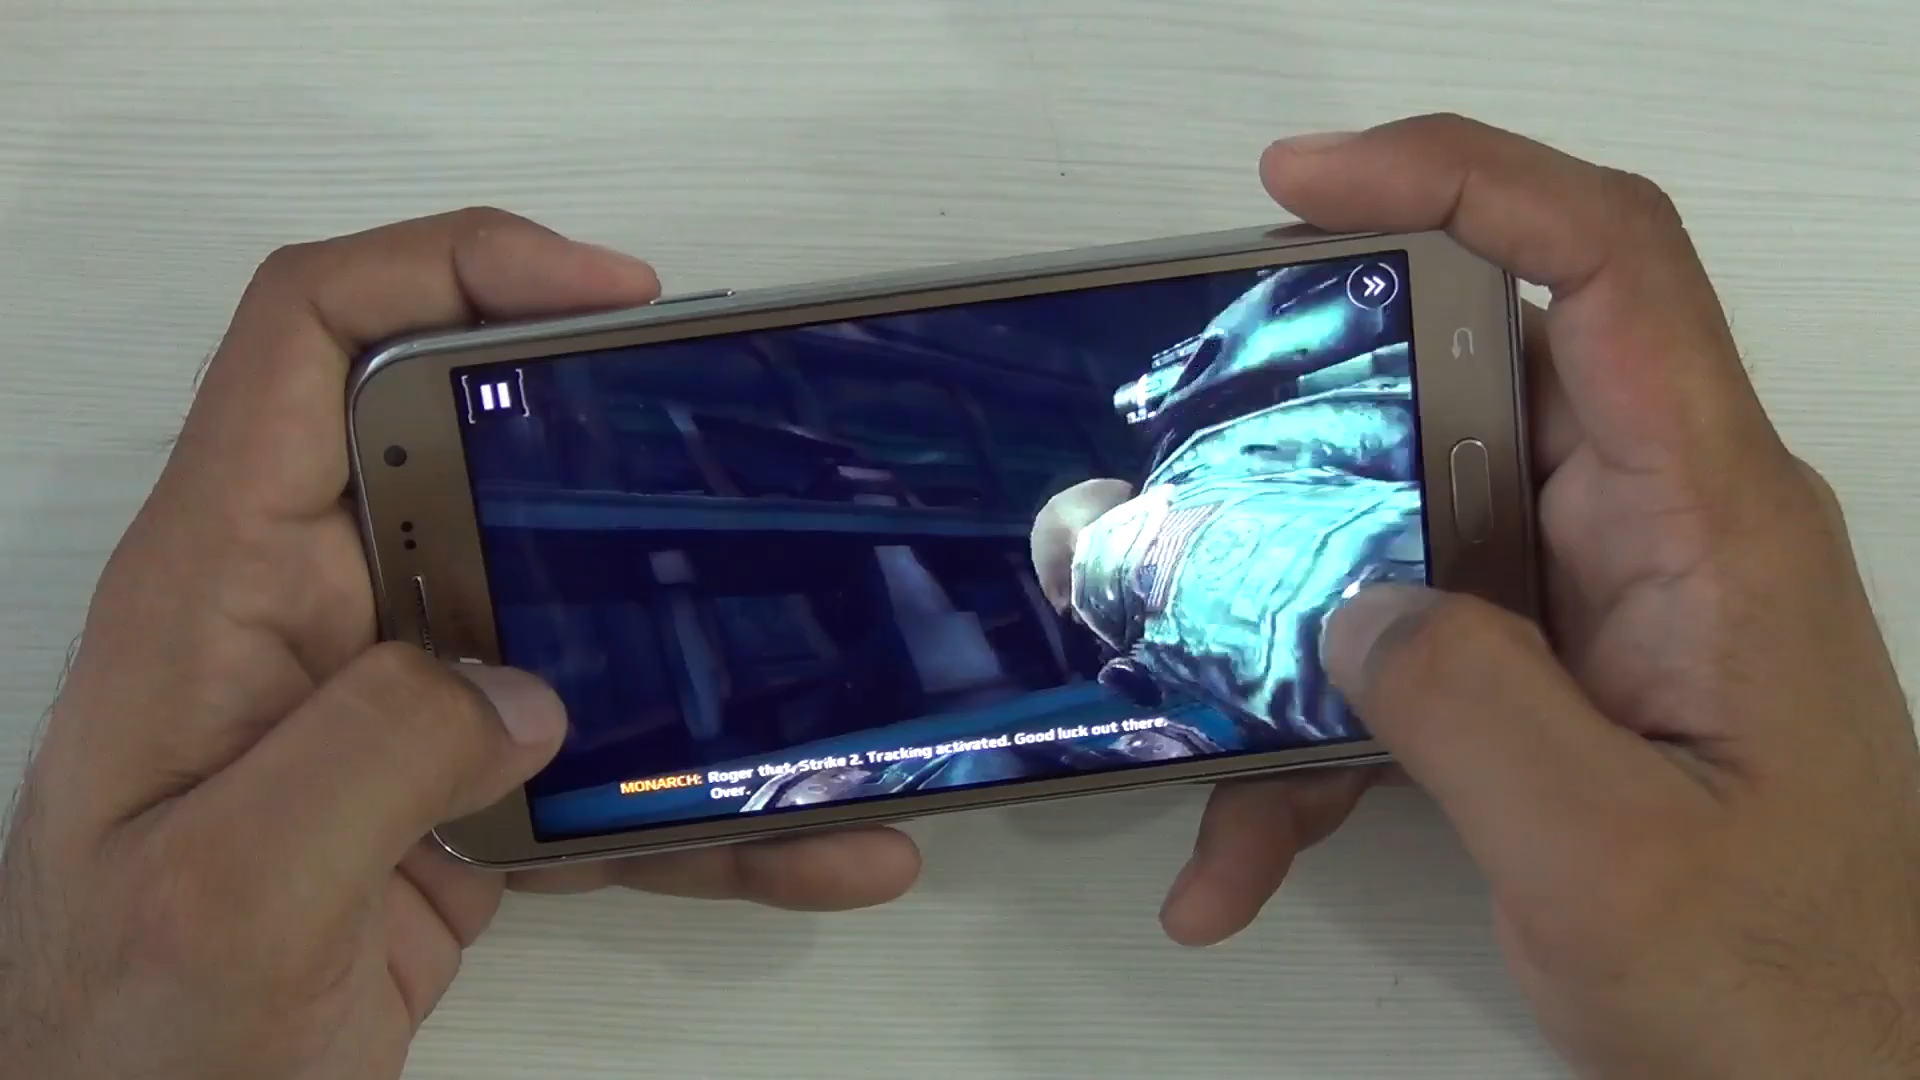 MONARCH: Roger that, Strike 2. Tracking activated. Good luck out there.
Over.